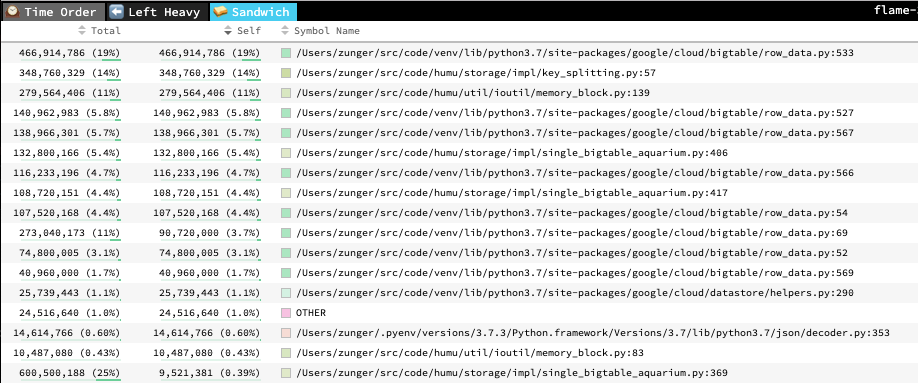 Time Order Left Heavy Sandwich flame-
Total Self Symbol Name
466,914,786 (19%) 466,914,786 (19%) /Users/zunger/src/code/venv/lib/python3.7/site-packages/google/cloud/bigtable/row_data.py:533
348,760,329 (14%) 348,760,329 (14%) /Users/zunger/src/code/humu/storage/impl/key_splitting.py:57
279,564,406 (11%) 279,564,406 (11%) /Users/zunger/src/code/humu/util/ioutil/memory_block.py:139
140,962,983 (5.8%) 140,962,983 (5.8%) /Users/zunger/src/code/venv/lib/python3.7/site-packages/google/cloud/bigtable/row_data.py:527
138,966,301 (5.7%) 138,966,301 (5.7%) /Users/zunger/src/code/venv/lib/python3.7/site-packages/google/cloud/bigtable/row_data.py:567
132,800,166 (5.4%) 132,800,166 (5.4%) /Users/zunger/src/code/humu/storage/impl/single_bigtable_aquarium.py:406
116,233,196 (4.7%) 116,233,196 (4.7%) /Users/zunger/src/code/venv/lib/python3.7/site-packages/google/cloud/bigtable/row_data.py:566
108,720,151 (4.4%) 108,720,151 (4.4%) /Users/zunger/src/code/humu/storage/impl/single_bigtable_aquarium.py:417
107,520,168 (4.4%) 107,520,168 (4.4%) /Users/zunger/src/code/venv/lib/python3.7/site-packages/google/cloud/bigtable/row_data.py:54
273,040,173 (11%) 90,720,000 (3.7%) /Users/zunger/src/code/venv/lib/python3.7/site-packages/google/cloud/bigtable/row_data.py:69
74,800,005 (3.1%) 74,800,005 (3.1%) /Users/zunger/src/code/venv/lib/python3.7/site-packages/google/cloud/bigtable/row_data.py:52
40,960,000 (1.7%) 40,960,000 (1.7%) /Users/zunger/src/code/venv/lib/python3.7/site-packages/google/cloud/bigtable/row_data.py:569
25,739,443 (1.1%) 25,739,443 (1.1%) /Users/zunger/src/code/venv/lib/python3.7/site-packages/google/cloud/datastore/helpers.py:290
24,516,640 (1.0%) 24,516,640 (1.0%) OTHER
14,614,766 (0.60%) 14,614,766 (0.60%) /Users/zunger/.pyenv/versions/3.7.3/Python.framework/Versions/3.7/lib/python3.7/json/decoder.py:353
10,487,080 (0.43%) 10,487,080 (0.43%) /Users/zunger/src/code/humu/util/ioutil/memory_block.py:83
600,500,188 (25%) 9,521,381 (0.39%) /Users/zunger/src/code/humu/storage/impl/single_bigtable_aquarium.py:369